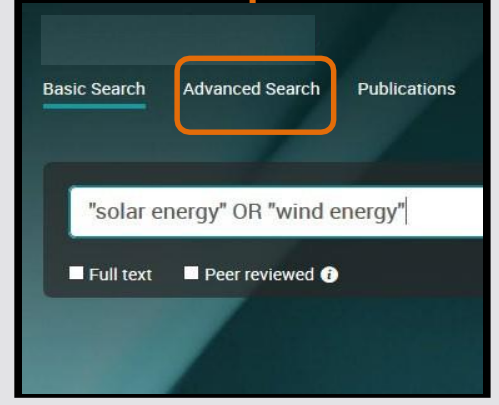 Basic Search Advanced Search Publications
"solar energy" OR "wind energy"
Full text Peer reviewed i